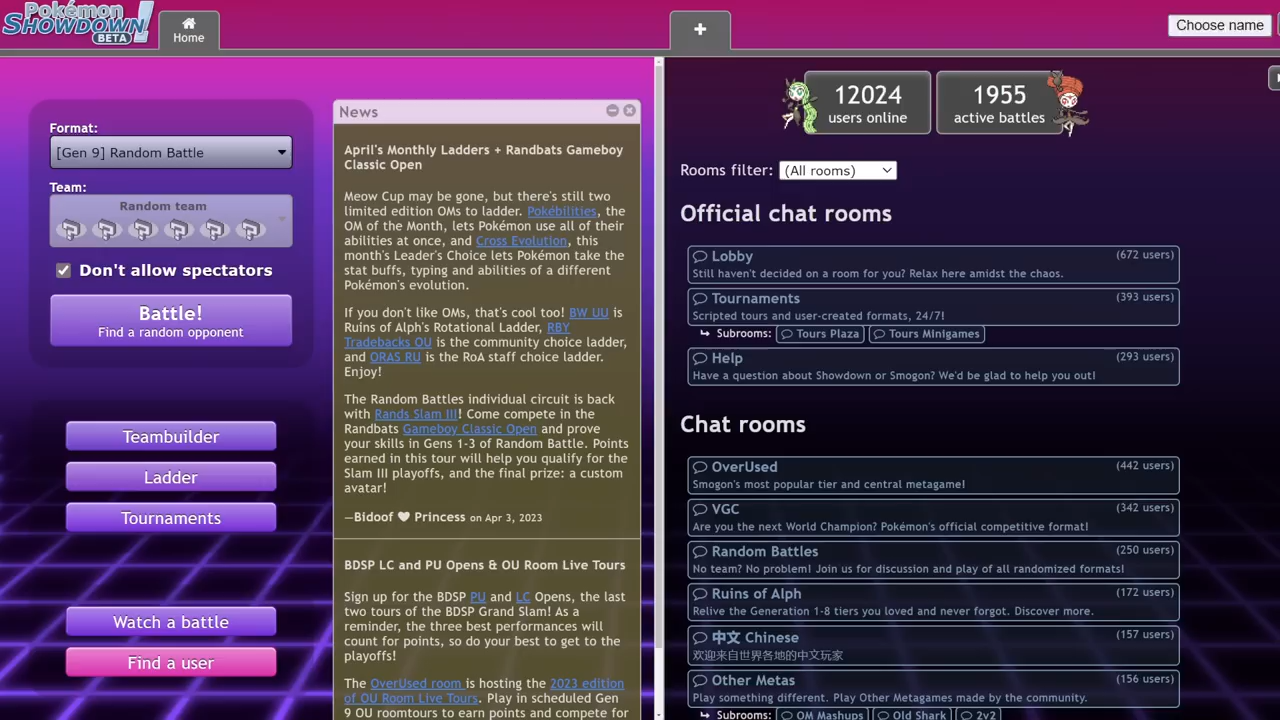 Pokémon
SHOWDOWN!
BETA
Home
+
Choose name
Format:
[Gen 9] Random Battle
Team:
Random team
Don't allow spectators
Battle!
Find a random opponent
Teambuilder
Ladder
Tournaments
Watch a battle
Find a user
News
April's Monthly Ladders + Randbats Gameboy
Classic Open
Meow Cup may be gone, but there's still two
limited edition OMs to ladder. Pokébilities, the
OM of the Month, lets Pokémon use all of their
abilities at once, and Cross Evolution, this
month's Leader's Choice lets Pokémon take the
stat buffs, typing and abilities of a different
Pokémon's evolution.
If you don't like OMs, that's cool too! BW UU is
Ruins of Alph's Rotational Ladder, RBY
Tradebacks OU is the community choice ladder,
and ORAS RU is the RoA staff choice ladder.
Enjoy!
The Random Battles individual circuit is back
with Rands Slam III! Come compete in the
Randbats Gameboy Classic Open and prove
your skills in Gens 1-3 of Random Battle. Points
earned in this tour will help you qualify for the
Slam III playoffs, and the final prize: a custom
avatar!
—Bidoof ❤ Princess on Apr 3, 2023
BDSP LC and PU Opens & OU Room Live Tours
Sign up for the BDSP PU and LC Opens, the last
two tours of the BDSP Grand Slam! As a
reminder, the three best performances will
count for points, so do your best to get to the
playoffs!
The OverUsed room is hosting the 2023 edition
of OU Room Live Tours. Play in scheduled Gen
9 OU roomtours to earn points and compete for
12024
users online
1955
active battles
Rooms filter: (All rooms)
Official chat rooms
Lobby (672 users)
Still haven't decided on a room for you? Relax here amidst the chaos.
Tournaments (393 users)
Scripted tours and user-created formats, 24/7!
Subrooms: Tours Plaza Tours Minigames
Help (293 users)
Have a question about Showdown or Smogon? We'd be glad to help you out!
Chat rooms
OverUsed (442 users)
Smogon's most popular tier and central metagame!
VGC (342 users)
Are you the next World Champion? Pokémon's official competitive format!
Random Battles (250 users)
No team? No problem! Join us for discussion and play of all randomized formats!
Ruins of Alph (172 users)
Relive the Generation 1-8 tiers you loved and never forgot. Discover more.
中文 Chinese (157 users)
欢迎来自世界各地的中文玩家
Other Metas (156 users)
Play something different. Play Other Metagames made by the community.
Subrooms: OM Mashups Old Shark 2v2